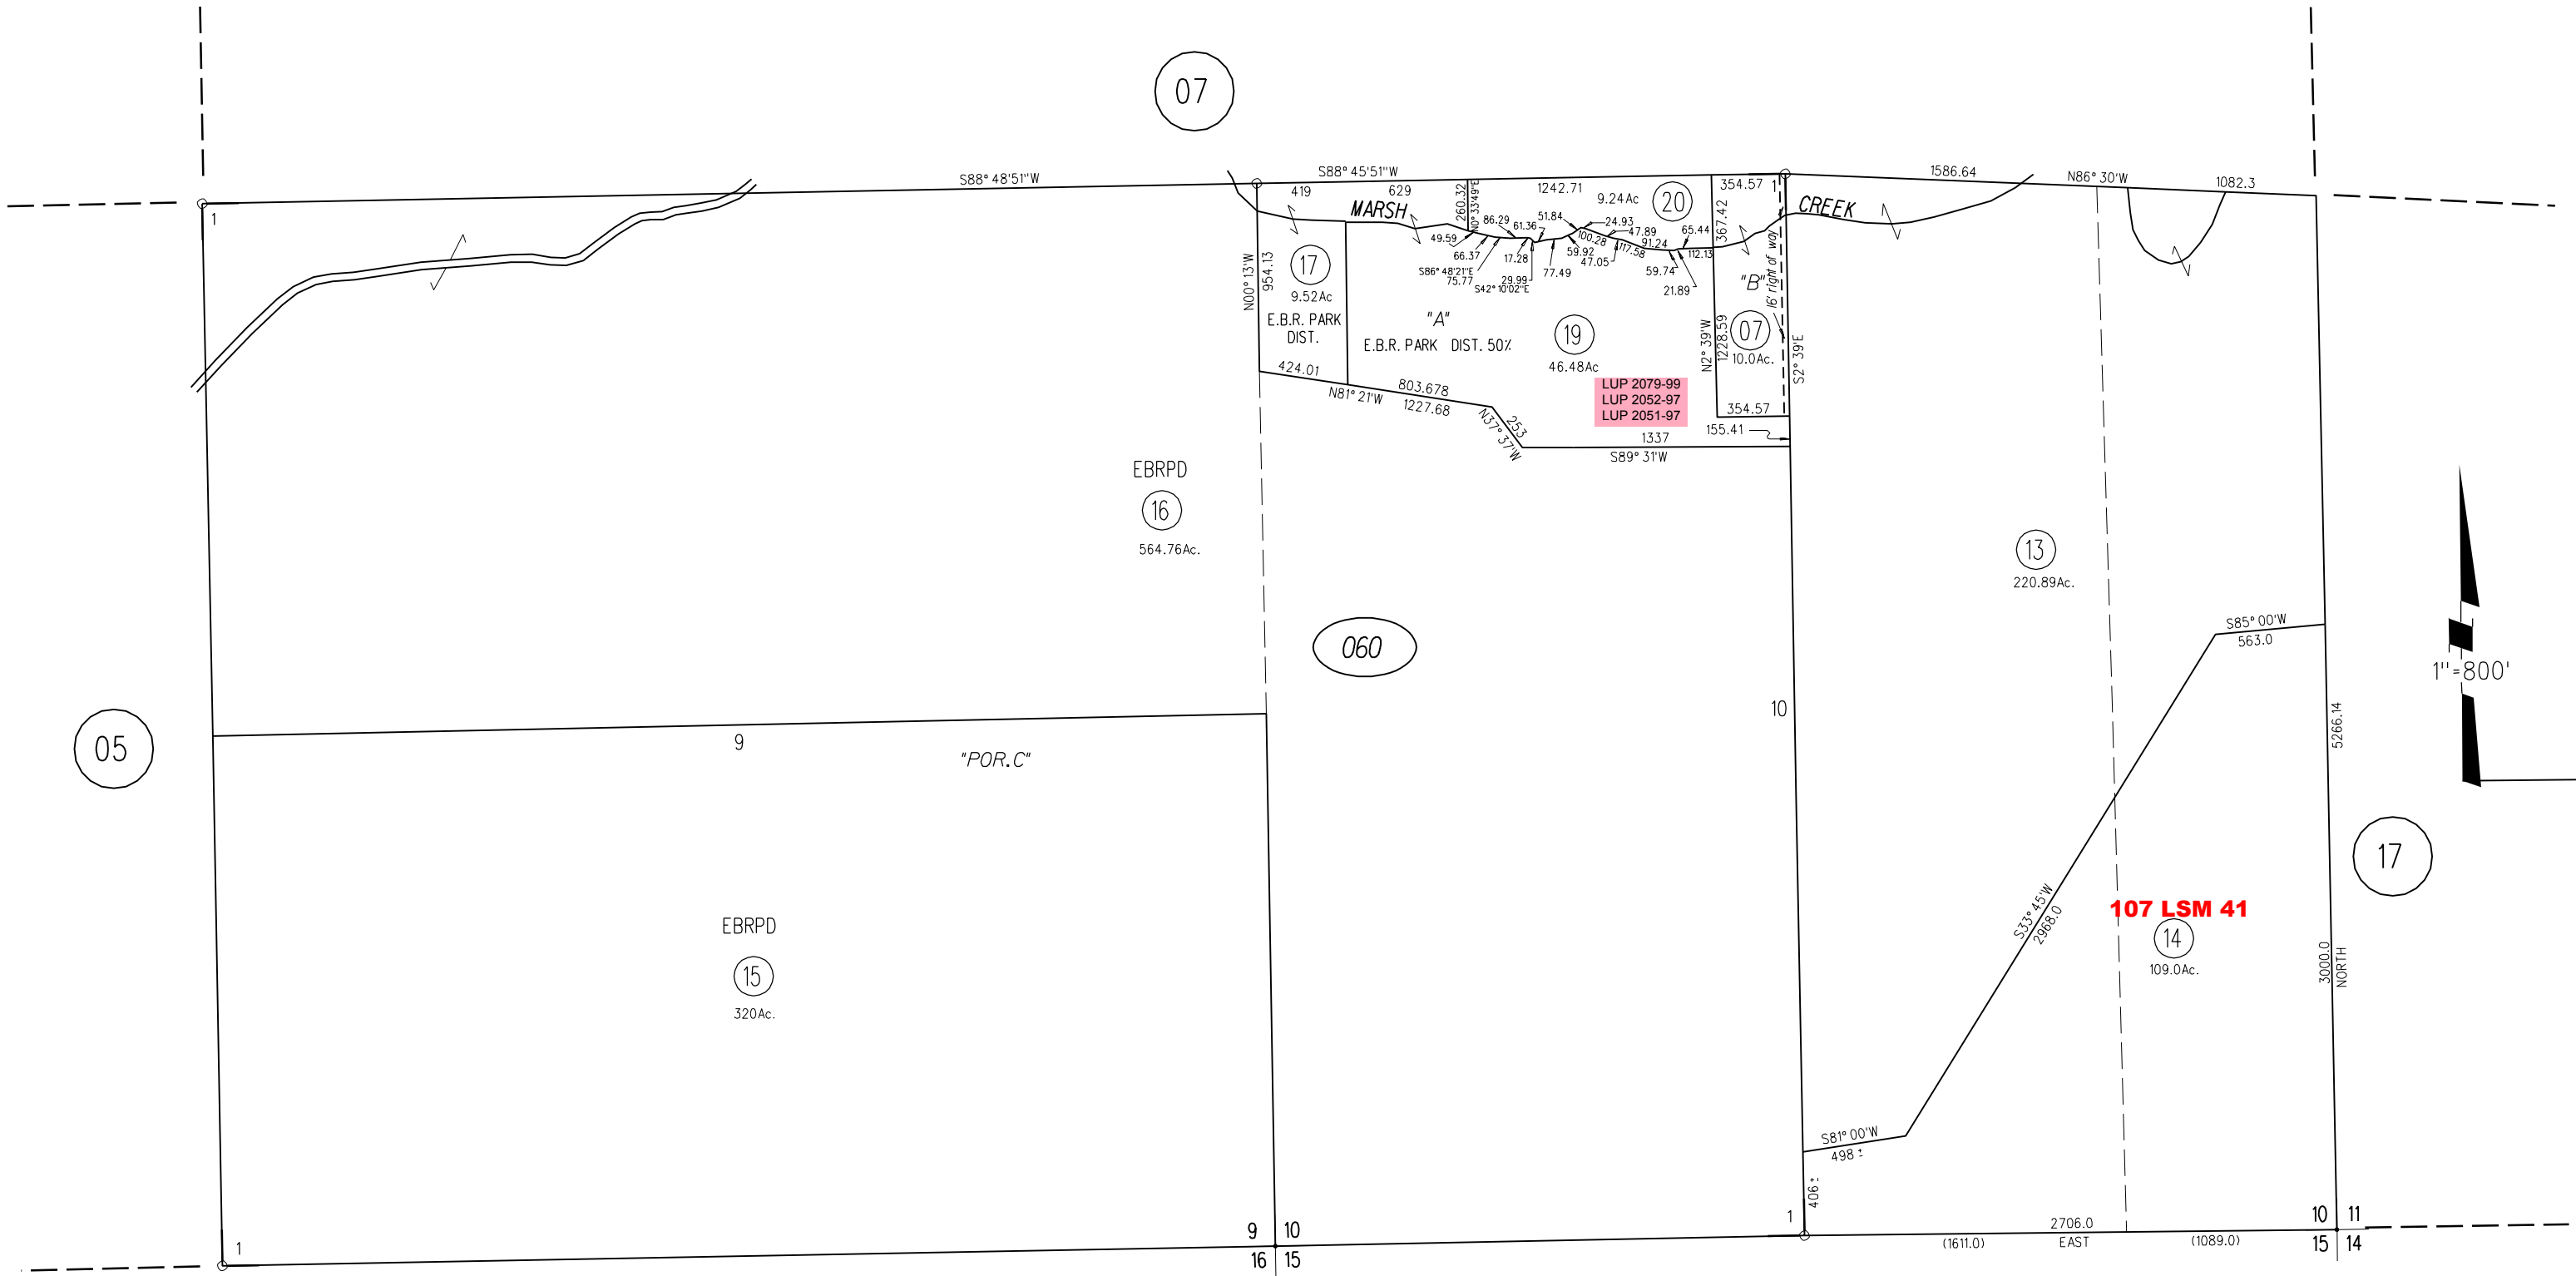 07
S88° 48'51"W
S88° 45'51"W
1586.64
N86° 30'W
1082.3
1
419
629
1242.71
9.24Ac
20
354.57
1
MARSH
CREEK
260.32
N0° 33'49"E
367.42
16' right of way
49.59
86.29
61.36
51.84
24.93
47.89
65.44
66.37
17.28
100.28
59.92
47.05
117.58
91.24
112.13
S86° 48'21"E
75.77
29.99
S42° 10'02"E
77.49
59.74
21.89
N00° 13'W
954.13
17
9.52Ac
E.B.R. PARK
DIST.
"A"
E.B.R. PARK DIST. 50%
19
46.48Ac
LUP 2079-99
LUP 2052-97
LUP 2051-97
N2° 39'W
1228.59
"B"
07
10.0Ac.
S2° 39'E
354.57
155.41
424.01
N81° 21'W
803.678
1227.68
253
N37° 37'W
1337
S89° 31'W
EBRPD
16
564.76Ac.
13
220.89Ac.
060
S85° 00'W
563.0
1"=800'
05
9
"POR.C"
10
5266.14
17
S33° 45'W
2968.0
107 LSM 41
14
109.0Ac.
3000.0
NORTH
EBRPD
15
320Ac.
S81° 00'W
498 ±
406 ±
1
9 10
16 15
1
2706.0
(1611.0) EAST (1089.0)
10 11
15 14